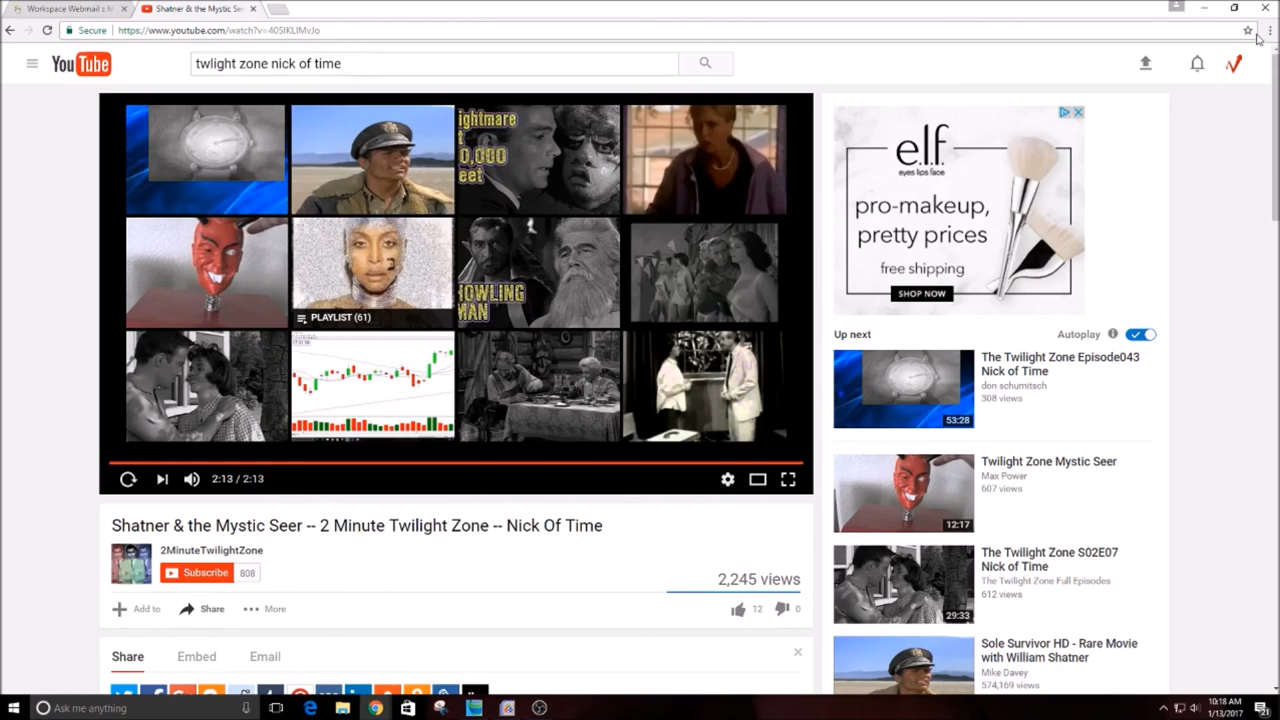 Workspace Webmail :: M
Shatner & the Mystic Seer
Secure
https://www.youtube.com/watch?v=405IKLIMvJo
YouTube
twlight zone nick of time
ightmare
t
0,000
eet
HOWLING
MAN
PLAYLIST (61)
2:13 / 2:13
Shatner & the Mystic Seer -- 2 Minute Twilight Zone -- Nick Of Time
2MinuteTwilightZone
Subscribe
808
2,245 views
Add to
Share
More
12
0
Share
Embed
Email
e.l.f.
eyes lips face
pro-makeup,
pretty prices
free shipping
SHOP NOW
Up next
Autoplay
The Twilight Zone Episode043
Nick of Time
don schumitsch
308 views
53:28
Twilight Zone Mystic Seer
Max Power
607 views
12:17
The Twilight Zone S02E07
Nick of Time
The Twilight Zone Full Episodes
612 views
29:33
Sole Survivor HD - Rare Movie
with William Shatner
Mike Davey
574,169 views
Ask me anything
10:18 AM
1/13/2017
21